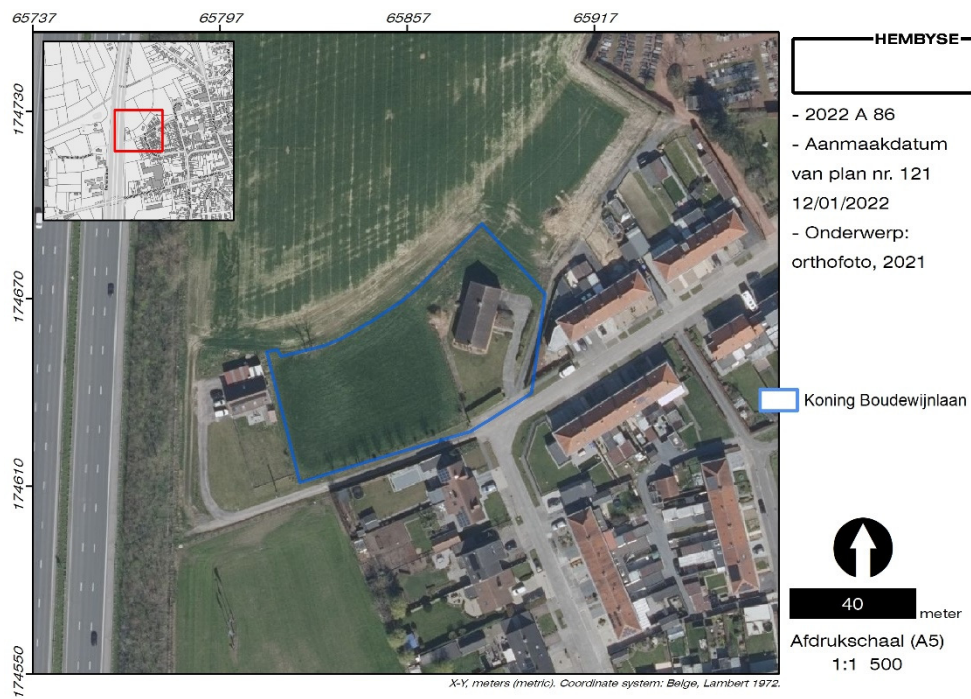 65737 65797 65857 65917
174730
174670
174610
174550
HEMBYSE
- 2022 A 86
- Aanmaakdatum
van plan nr. 121
12/01/2022
- Onderwerp:
orthofoto, 2021
Koning Boudewijnlaan
40 meter
Afdrukschaal (A5)
1:1 500
X-Y, meters (metric). Coordinate system: Belge, Lambert 1972.